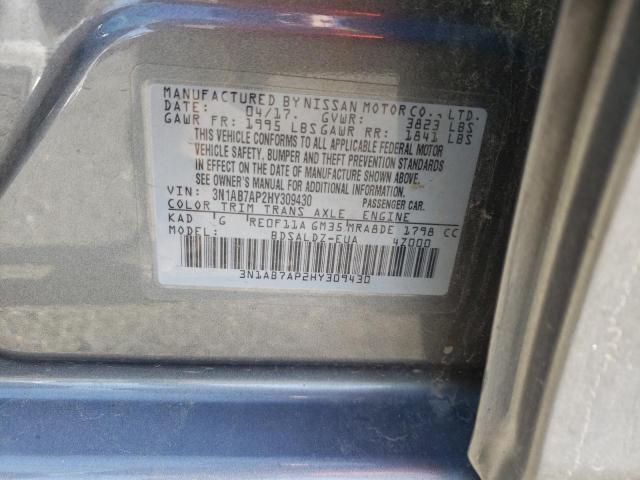 MANUFACTURED BY NISSAN MOTOR CO., LTD.
DATE: 04/17. GVWR: 3823 LBS
GAWR FR: 1995 LBS GAWR RR: 1841 LBS
THIS VEHICLE CONFORMS TO ALL APPLICABLE FEDERAL MOTOR
VEHICLE SAFETY, BUMPER AND THEFT PREVENTION STANDARDS
IN EFFECT ON THE DATE OF MANUFACTURE SHOWN ABOVE.
SEE OWNER'S MANUAL FOR ADDITIONAL INFORMATION.
VIN: 3N1AB7AP2HY309430 PASSENGER CAR.
COLOR TRIM TRANS AXLE ENGINE
KAD G RE0F11A GM35 MRA8DE 1798 CC
MODEL: BDSALDZ-EUA 4Z000
3N1AB7AP2HY309430